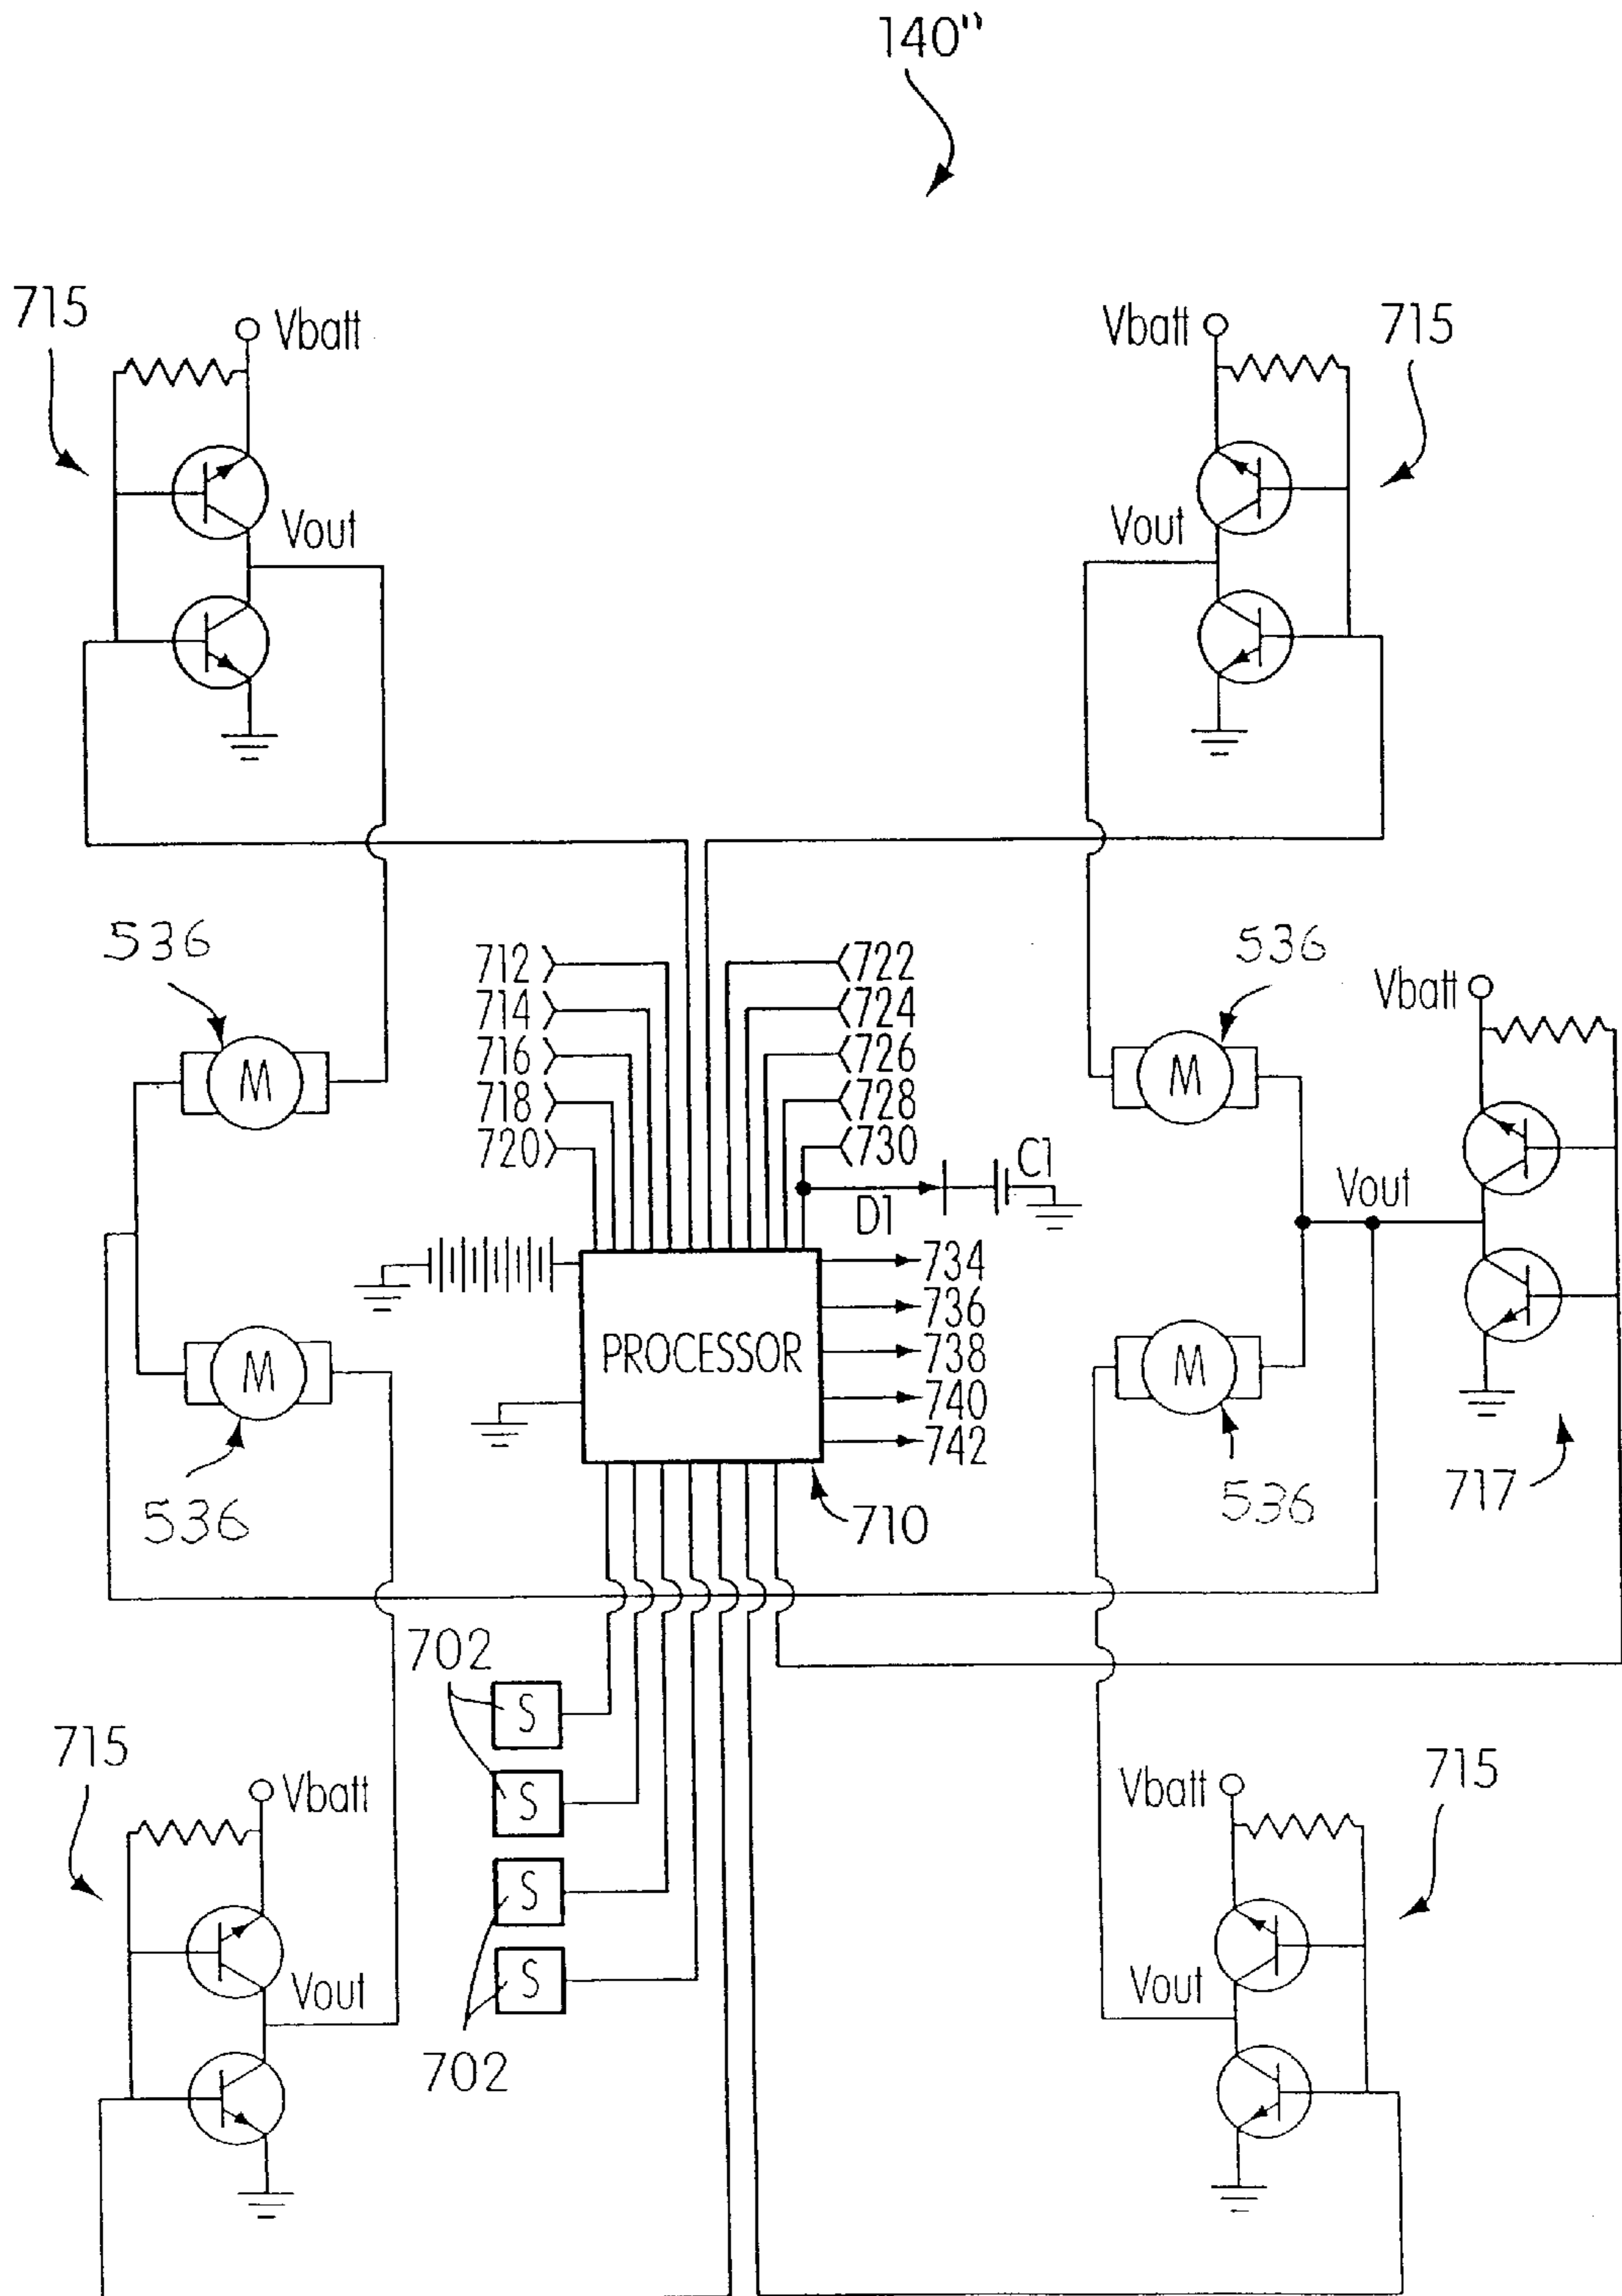 140"
715
Vbatt
Vbatt
715
Vout
Vout
536
712
722
536
714
724
Vbatt
716
726
M
M
718
728
720
730
C1
D1
Vout
734
736
M
PROCESSOR
738
M
740
742
536
710
536
717
702
S
715
Vbatt
S
Vbatt
715
S
S
Vout
Vout
702